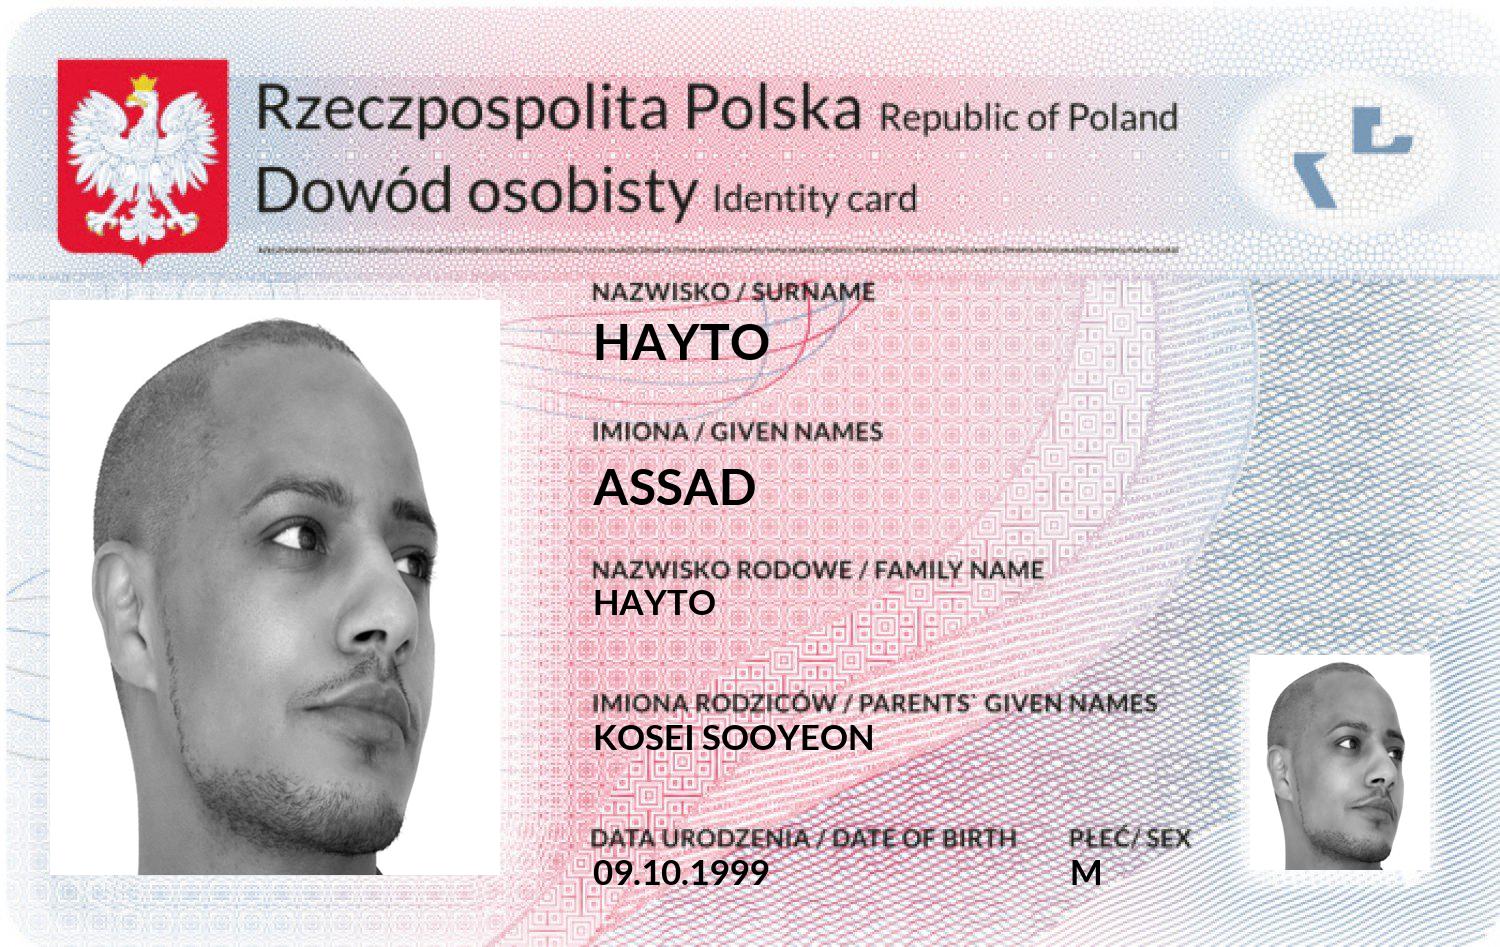 Rzeczpospolita Polska Republic of Poland
Dowód osobisty Identity card
NAZWISKO / SURNAME
HAYTO
IMIONA / GIVEN NAMES
ASSAD
NAZWISKO RODOWE / FAMILY NAME
HAYTO
IMIONA RODZICÓW / PARENTS` GIVEN NAMES
KOSEI SOOYEON
DATA URODZENIA / DATE OF BIRTH PŁEĆ/ SEX
09.10.1999 M